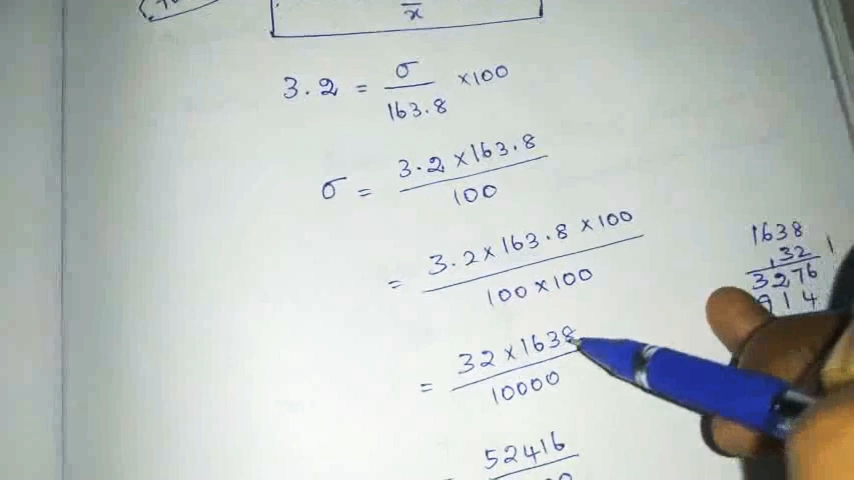 x̄
3.2 = σ/163.8 ×100
σ = 3.2 ×163.8/100
= 3.2 × 163.8 ×100/100 ×100
= 32 ×1638/10000
52416
1638
32
3276
914